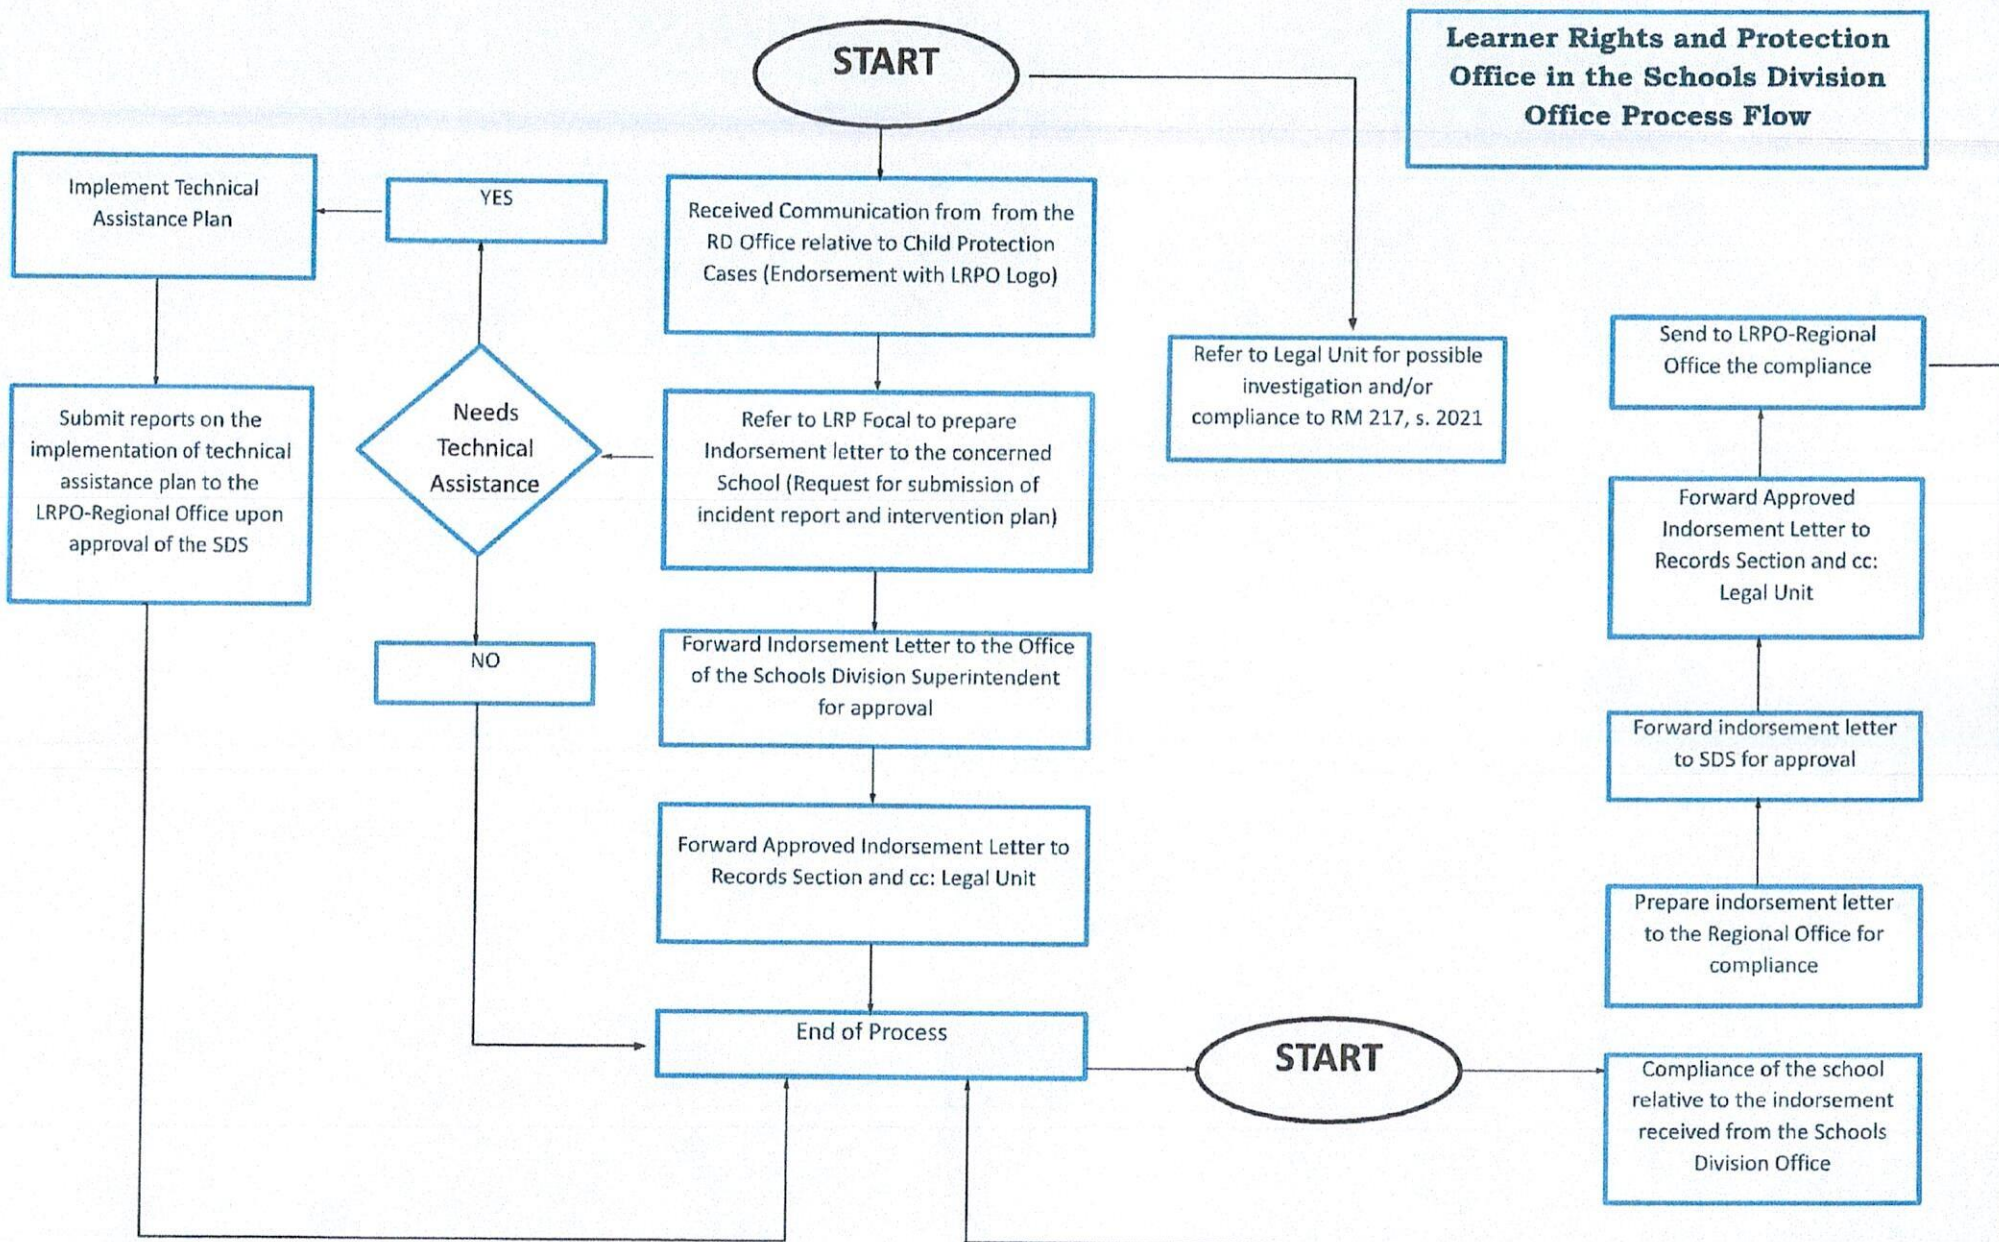 START
Learner Rights and Protection
Office in the Schools Division
Office Process Flow
Implement Technical
Assistance Plan
YES
Received Communication from from the
RD Office relative to Child Protection
Cases (Endorsement with LRPO Logo)
Refer to Legal Unit for possible
investigation and/or
compliance to RM 217, s. 2021
Send to LRPO-Regional
Office the compliance
Submit reports on the
implementation of technical
assistance plan to the
LRPO-Regional Office upon
approval of the SDS
Needs
Technical
Assistance
Refer to LRP Focal to prepare
Indorsement letter to the concerned
School (Request for submission of
incident report and intervention plan)
Forward Approved
Indorsement Letter to
Records Section and cc:
Legal Unit
NO
Forward Indorsement Letter to the Office
of the Schools Division Superintendent
for approval
Forward indorsement letter
to SDS for approval
Forward Approved Indorsement Letter to
Records Section and cc: Legal Unit
Prepare indorsement letter
to the Regional Office for
compliance
End of Process
START
Compliance of the school
relative to the indorsement
received from the Schools
Division Office